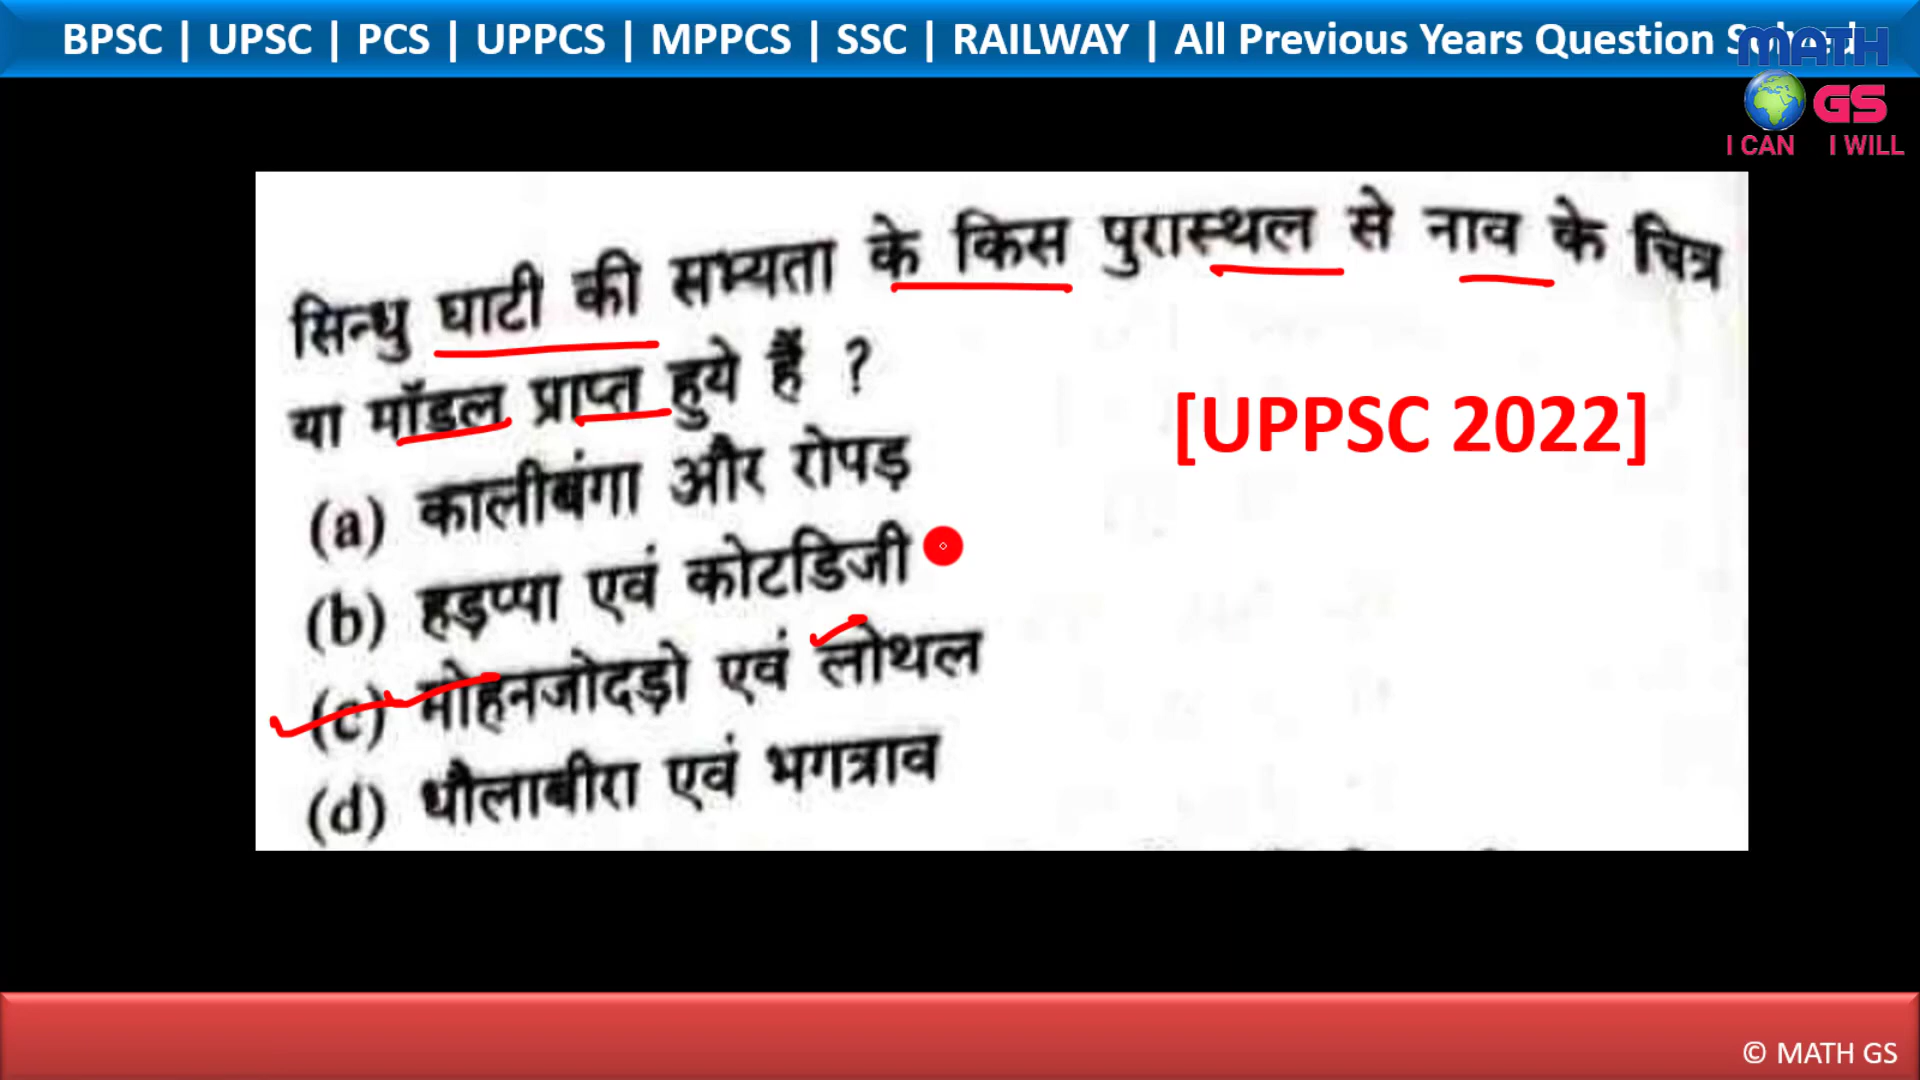 BPSC | UPSC | PCS | UPPCS | MPPCS | SSC | RAILWAY | All Previous Years Question
MATH
GS
I CAN I WILL
सिन्धु घाटी की सभ्यता के किस पुरास्थल से नाव के चित्र
या मॉडल प्राप्त हुये हैं ?
[UPPSC 2022]
(a) कालीबंगा और रोपड़
(b) हड़प्पा एवं कोटडिजी
(c) मोहनजोदड़ो एवं लोथल
(d) धौलाबीरा एवं भगत्राव
© MATH GS